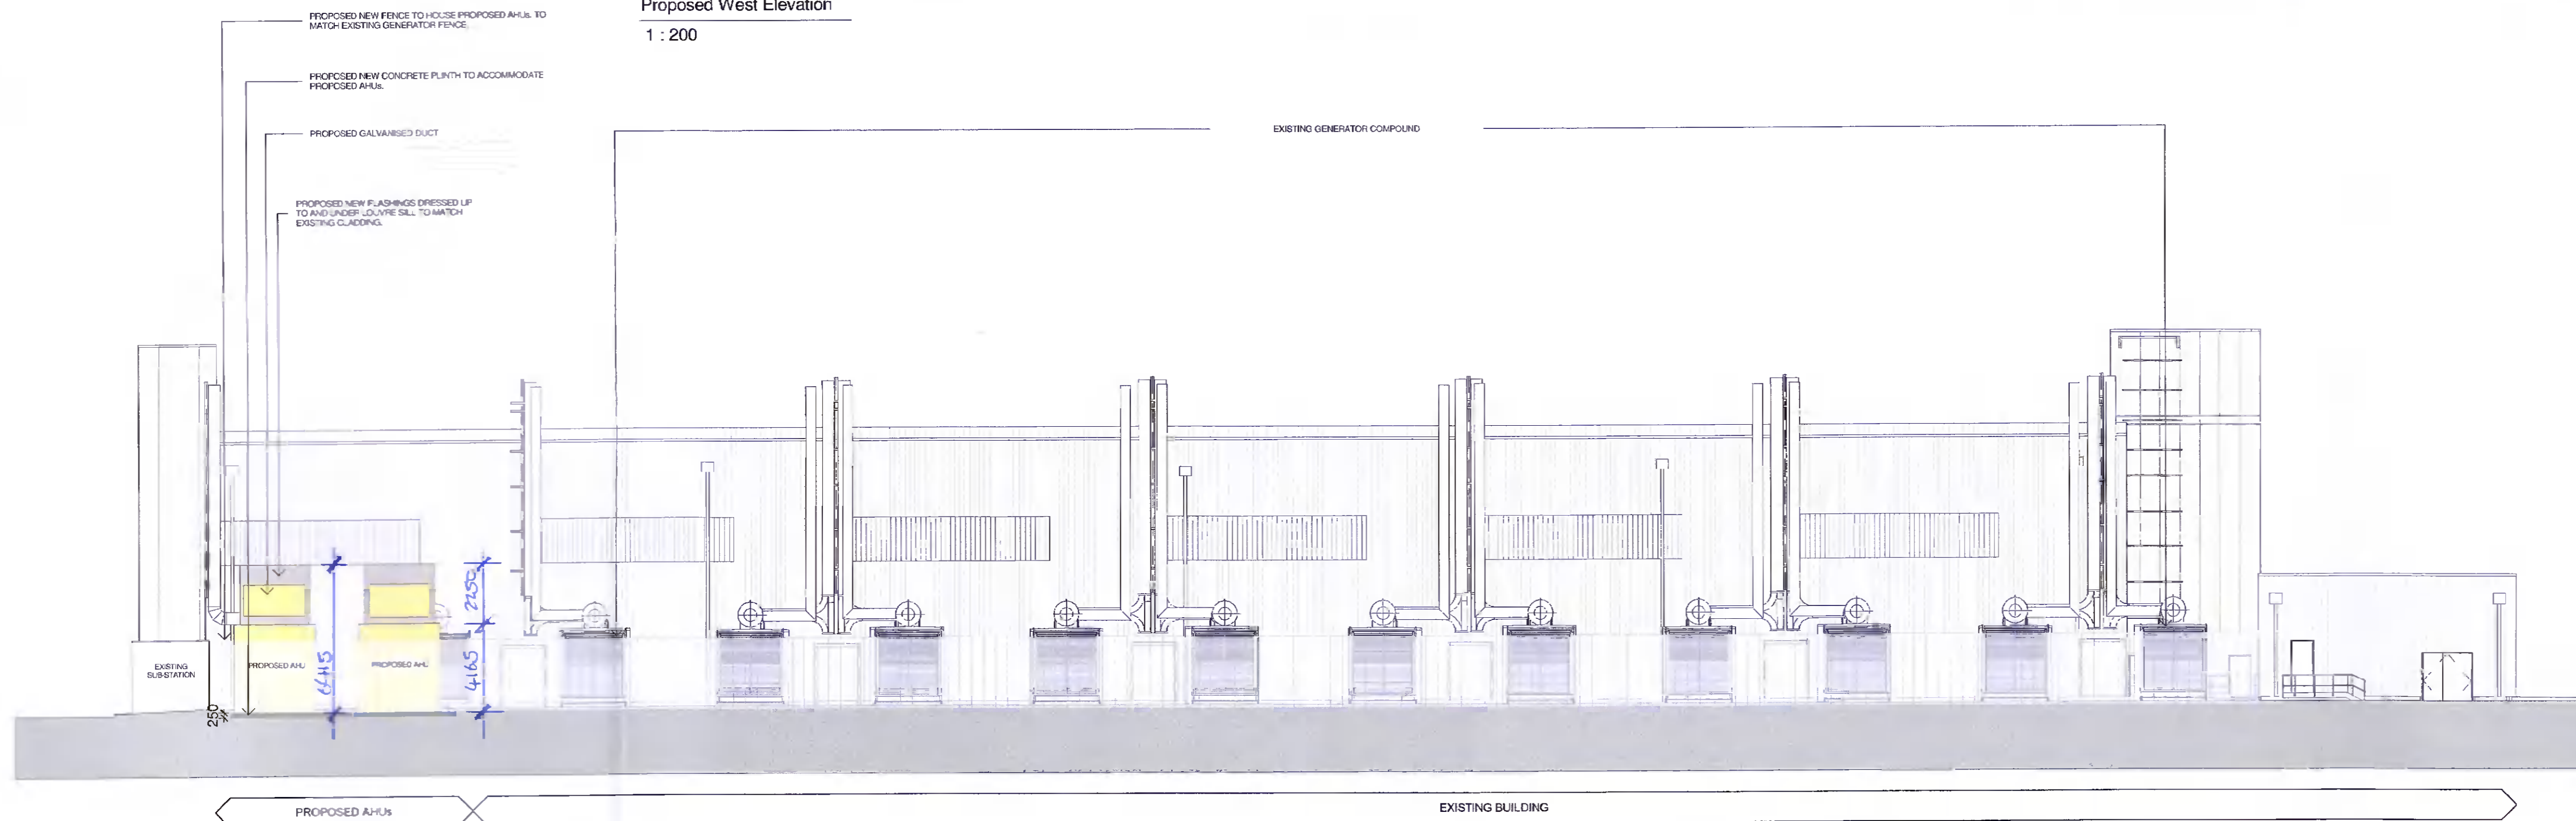 Proposed West Elevation
1 : 200
PROPOSED NEW FENCE TO HOUSE PROPOSED AHUs. TO
MATCH EXISTING GENERATOR FENCE.
PROPOSED NEW CONCRETE PLINTH TO ACCOMMODATE
PROPOSED AHUs.
PROPOSED GALVANISED DUCT
EXISTING GENERATOR COMPOUND
PROPOSED NEW FLASHINGS DRESSED UP
TO AND UNDER LOUVRE SILL TO MATCH
EXISTING CLADDING.
2250
EXISTING
SUB-STATION
PROPOSED AHU
6415
PROPOSED AHU
4165
250
PROPOSED AHUs
EXISTING BUILDING